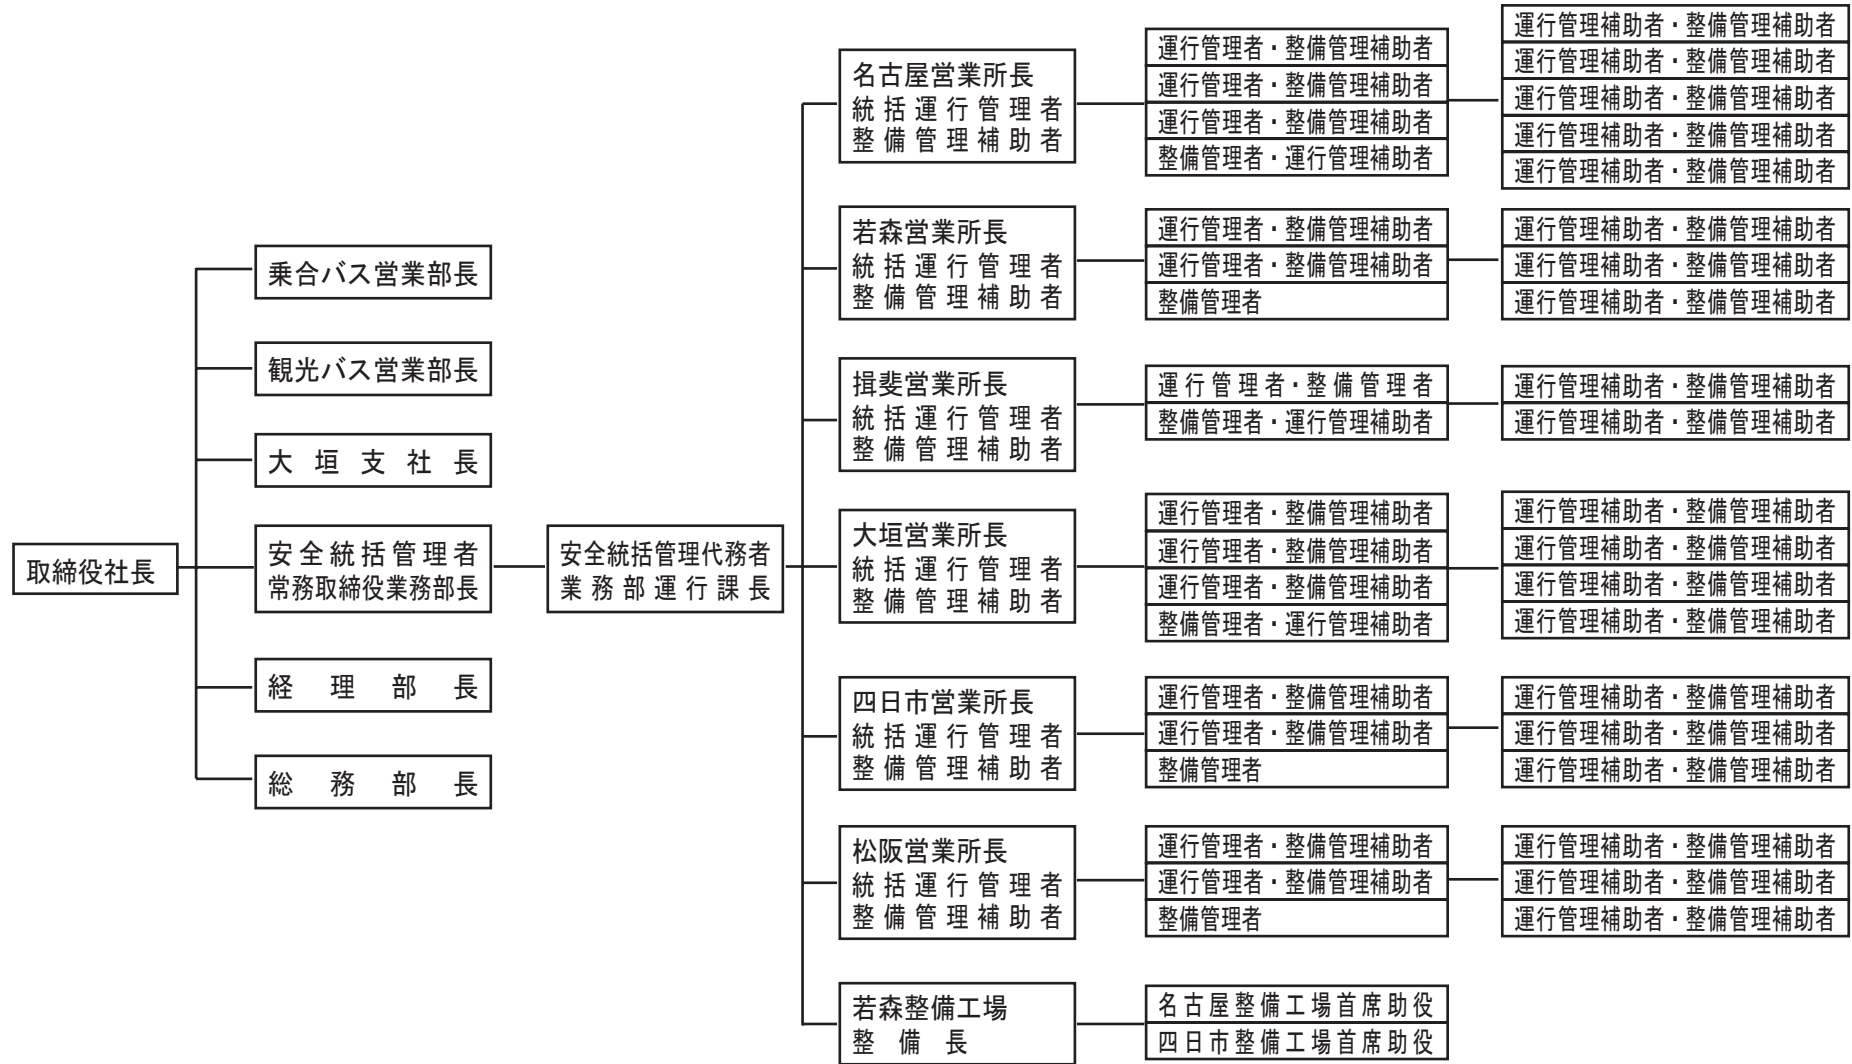 取締役社長
乗合バス営業部長
観光バス営業部長
大垣支社長
安全統括管理者
常務取締役業務部長
経理部長
総務部長
安全統括管理代務者
業務部運行課長
名古屋営業所長
統括運行管理者
整備管理補助者
運行管理者・整備管理補助者
運行管理者・整備管理補助者
運行管理者・整備管理補助者
整備管理者・運行管理補助者
運行管理補助者・整備管理補助者
運行管理補助者・整備管理補助者
運行管理補助者・整備管理補助者
運行管理補助者・整備管理補助者
運行管理補助者・整備管理補助者
若森営業所長
統括運行管理者
整備管理補助者
運行管理者・整備管理補助者
運行管理者・整備管理補助者
整備管理者
運行管理補助者・整備管理補助者
運行管理補助者・整備管理補助者
運行管理補助者・整備管理補助者
揖斐営業所長
統括運行管理者
整備管理補助者
運行管理者・整備管理者
整備管理者・運行管理補助者
運行管理補助者・整備管理補助者
運行管理補助者・整備管理補助者
大垣営業所長
統括運行管理者
整備管理補助者
運行管理者・整備管理補助者
運行管理者・整備管理補助者
運行管理者・整備管理補助者
整備管理者・運行管理補助者
運行管理補助者・整備管理補助者
運行管理補助者・整備管理補助者
運行管理補助者・整備管理補助者
運行管理補助者・整備管理補助者
四日市営業所長
統括運行管理者
整備管理補助者
運行管理者・整備管理補助者
運行管理者・整備管理補助者
整備管理者
運行管理補助者・整備管理補助者
運行管理補助者・整備管理補助者
運行管理補助者・整備管理補助者
松阪営業所長
統括運行管理者
整備管理補助者
運行管理者・整備管理補助者
運行管理者・整備管理補助者
整備管理者
運行管理補助者・整備管理補助者
運行管理補助者・整備管理補助者
運行管理補助者・整備管理補助者
若森整備工場
整備長
名古屋整備工場首席助役
四日市整備工場首席助役